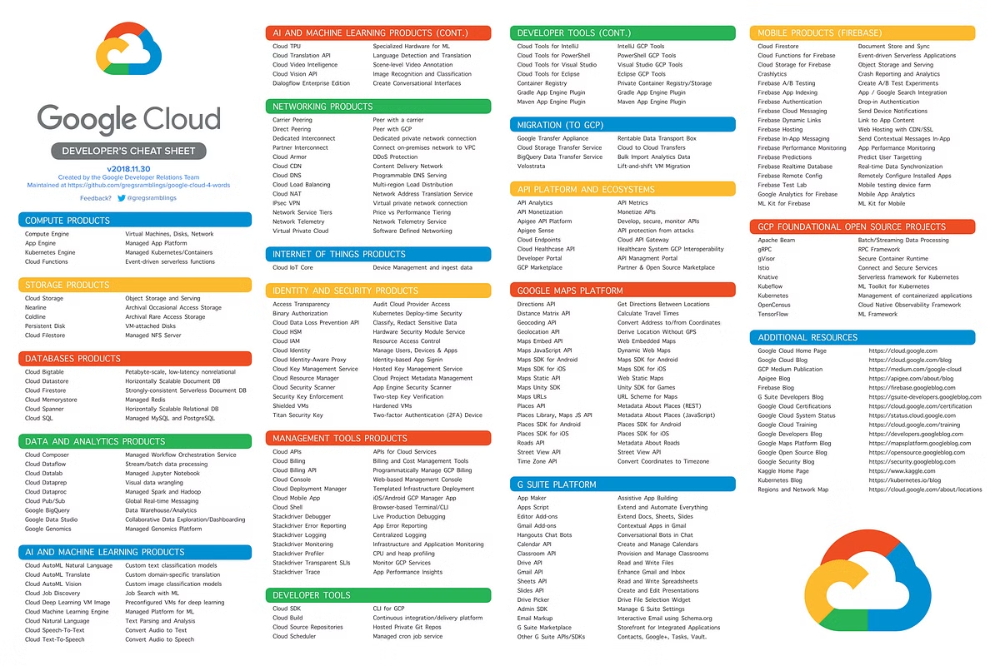 Google Cloud
DEVELOPER'S CHEAT SHEET
v2018.11.30
Created by the Google Developer Relations Team
Maintained at https://github.com/gregsramblings/google-cloud-4-words
Feedback? @gregsramblings
COMPUTE PRODUCTS
Compute Engine Virtual Machines, Disks, Network
App Engine Managed App Platform
Kubernetes Engine Managed Kubernetes/Containers
Cloud Functions Event-driven serverless functions
STORAGE PRODUCTS
Cloud Storage Object Storage and Serving
Nearline Archival Occasional Access Storage
Coldline Archival Rare Access Storage
Persistent Disk VM-attached Disks
Cloud Filestore Managed NFS Server
DATABASES PRODUCTS
Cloud Bigtable Petabyte-scale, low-latency nonrelational
Cloud Datastore Horizontally Scalable Document DB
Cloud Firestore Strongly-consistent Serverless Document DB
Cloud Memorystore Managed Redis
Cloud Spanner Horizontally Scalable Relational DB
Cloud SQL Managed MySQL and PostgreSQL
DATA AND ANALYTICS PRODUCTS
Cloud Composer Managed Workflow Orchestration Service
Cloud Dataflow Stream/batch data processing
Cloud Datalab Managed Jupyter Notebook
Cloud Dataprep Visual data wrangling
Cloud Dataproc Managed Spark and Hadoop
Cloud Pub/Sub Global Real-time Messaging
Google BigQuery Data Warehouse/Analytics
Google Data Studio Collaborative Data Exploration/Dashboarding
Google Genomics Managed Genomics Platform
AI AND MACHINE LEARNING PRODUCTS
Cloud AutoML Natural Language Custom text classification models
Cloud AutoML Translate Custom domain-specific translation
Cloud AutoML Vision Custom image classification models
Cloud Job Discovery Job Search with ML
Cloud Deep Learning VM Image Preconfigured VMs for deep learning
Cloud Machine Learning Engine Managed Platform for ML
Cloud Natural Language Text Parsing and Analysis
Cloud Speech-To-Text Convert Audio to Text
Cloud Text-To-Speech Convert Audio to Speech
AI AND MACHINE LEARNING PRODUCTS (CONT.)
Cloud TPU Specialized Hardware for ML
Cloud Translation API Language Detection and Translation
Cloud Video Intelligence Scene-level Video Annotation
Cloud Vision API Image Recognition and Classification
Dialogflow Enterprise Edition Create Conversational Interfaces
NETWORKING PRODUCTS
Carrier Peering Peer with a carrier
Direct Peering Peer with GCP
Dedicated Interconnect Dedicated private network connection
Partner Interconnect Connect on-premises network to VPC
Cloud Armor DDoS Protection
Cloud CDN Content Delivery Network
Cloud DNS Programmable DNS Serving
Cloud Load Balancing Multi-region Load Distribution
Cloud NAT Network Address Translation Service
IPsec VPN Virtual private network connection
Network Service Tiers Price vs Performance Tiering
Network Telemetry Network Telemetry Service
Virtual Private Cloud Software Defined Networking
INTERNET OF THINGS PRODUCTS
Cloud IoT Core Device Management and ingest data
IDENTITY AND SECURITY PRODUCTS
Access Transparency Audit Cloud Provider Access
Binary Authorization Kubernetes Deploy-time Security
Cloud Data Loss Prevention API Classify, Redact Sensitive Data
Cloud HSM Hardware Security Module Service
Cloud IAM Resource Access Control
Cloud Identity Manage Users, Devices & Apps
Cloud Identity-Aware Proxy Identity-based App Signin
Cloud Key Management Service Hosted Key Management Service
Cloud Resource Manager Cloud Project Metadata Management
Cloud Security Scanner App Engine Security Scanner
Security Key Enforcement Two-step Key Verification
Shielded VMs Hardened VMs
Titan Security Key Two-factor Authentication (2FA) Device
MANAGEMENT TOOLS PRODUCTS
Cloud APIs APIs for Cloud Services
Cloud Billing Billing and Cost Management Tools
Cloud Billing API Programmatically Manage GCP Billing
Cloud Console Web-based Management Console
Cloud Deployment Manager Templated Infrastructure Deployment
Cloud Mobile App iOS/Android GCP Manager App
Cloud Shell Browser-based Terminal/CLI
Stackdriver Debugger Live Production Debugging
Stackdriver Error Reporting App Error Reporting
Stackdriver Logging Centralized Logging
Stackdriver Monitoring Infrastructure and Application Monitoring
Stackdriver Profiler CPU and heap profiling
Stackdriver Transparent SLIs Monitor GCP Services
Stackdriver Trace App Performance Insights
DEVELOPER TOOLS
Cloud SDK CLI for GCP
Cloud Build Continuous integration/delivery platform
Cloud Source Repositories Hosted Private Git Repos
Cloud Scheduler Managed cron job service
DEVELOPER TOOLS (CONT.)
Cloud Tools for IntelliJ IntelliJ GCP Tools
Cloud Tools for PowerShell PowerShell GCP Tools
Cloud Tools for Visual Studio Visual Studio GCP Tools
Cloud Tools for Eclipse Eclipse GCP Tools
Container Registry Private Container Registry/Storage
Gradle App Engine Plugin Gradle App Engine Plugin
Maven App Engine Plugin Maven App Engine Plugin
MIGRATION (TO GCP)
Google Transfer Appliance Rentable Data Transport Box
Cloud Storage Transfer Service Cloud to Cloud Transfers
BigQuery Data Transfer Service Bulk Import Analytics Data
Velostrata Lift-and-shift VM Migration
API PLATFORM AND ECOSYSTEMS
API Analytics API Metrics
API Monetization Monetize APIs
Apigee API Platform Develop, secure, monitor APIs
Apigee Sense API protection from attacks
Cloud Endpoints Cloud API Gateway
Cloud Healthcase API Healthcare System GCP Interoperability
Developer Portal API Managment Portal
GCP Marketplace Partner & Open Source Marketplace
GOOGLE MAPS PLATFORM
Directions API Get Directions Between Locations
Distance Matrix API Calculate Travel Times
Geocoding API Convert Address to/from Coordinates
Geolocation API Derive Location Without GPS
Maps Embed API Web Embedded Maps
Maps JavaScript API Dynamic Web Maps
Maps SDK for Android Maps SDK for Android
Maps SDK for iOS Maps SDK for iOS
Maps Static API Web Static Maps
Maps Unity SDK Unity SDK for Games
Maps URLs URL Scheme for Maps
Places API Metadata About Places (REST)
Places Library, Maps JS API Metadata About Places (JavaScript)
Places SDK for Android Places SDK for Android
Places SDK for iOS Places SDK for iOS
Roads API Metadata About Roads
Street View API Street View API
Time Zone API Convert Coordinates to Timezone
G SUITE PLATFORM
App Maker Assistive App Building
Apps Script Extend and Automate Everything
Editor Add-ons Extend Docs, Sheets, Slides
Gmail Add-ons Contextual Apps in Gmail
Hangouts Chat Bots Conversational Bots in Chat
Calendar API Create and Manage Calendars
Classroom API Provision and Manage Classrooms
Drive API Read and Write Files
Gmail API Enhance Gmail and Inbox
Sheets API Read and Write Spreadsheets
Slides API Create and Edit Presentations
Drive Picker Drive File Selection Widget
Admin SDK Manage G Suite Settings
Email Markup Interactive Email using Schema.org
G Suite Marketplace Storefront for Integrated Applications
Other G Suite APIs/SDKs Contacts, Google+, Tasks, Vault.
MOBILE PRODUCTS (FIREBASE)
Cloud Firestore Document Store and Sync
Cloud Functions for Firebase Event-driven Serverless Applications
Cloud Storage for Firebase Object Storage and Serving
Crashlytics Crash Reporting and Analytics
Firebase A/B Testing Create A/B Test Experiments
Firebase App Indexing App / Google Search Integration
Firebase Authentication Drop-in Authentication
Firebase Cloud Messaging Send Device Notifications
Firebase Dynamic Links Link to App Content
Firebase Hosting Web Hosting with CDN/SSL
Firebase In-App Messaging Send Contextual Messages In-App
Firebase Performance Monitoring App Performance Monitoring
Firebase Predictions Predict User Targetting
Firebase Realtime Database Real-time Data Synchronization
Firebase Remote Config Remotely Configure Installed Apps
Firebase Test Lab Mobile testing device farm
Google Analytics for Firebase Mobile App Analytics
ML Kit for Firebase ML Kit for Mobile
GCP FOUNDATIONAL OPEN SOURCE PROJECTS
Apache Beam Batch/Streaming Data Processing
gRPC RPC Framework
gVisor Secure Container Runtime
Istio Connect and Secure Services
Knative Serverless framework for Kubernetes
Kubeflow ML Toolkit for Kubernetes
Kubernetes Management of containerized applications
OpenCensus Cloud Native Observability Framework
TensorFlow ML Framework
ADDITIONAL RESOURCES
Google Cloud Home Page https://cloud.google.com
Google Cloud Blog https://cloud.google.com/blog
GCP Medium Publication https://medium.com/google-cloud
Apigee Blog https://apigee.com/about/blog
Firebase Blog https://firebase.googleblog.com
G Suite Developers Blog https://gsuite-developers.googleblog.com
Google Cloud Certifications https://cloud.google.com/certification
Google Cloud System Status https://status.cloud.google.com
Google Cloud Training https://cloud.google.com/training
Google Developers Blog https://developers.googleblog.com
Google Maps Platform Blog https://mapsplatform.googleblog.com
Google Open Source Blog https://opensource.googleblog.com
Google Security Blog https://security.googleblog.com
Kaggle Home Page https://www.kaggle.com
Kubernetes Blog https://kubernetes.io/blog
Regions and Network Map https://cloud.google.com/about/locations